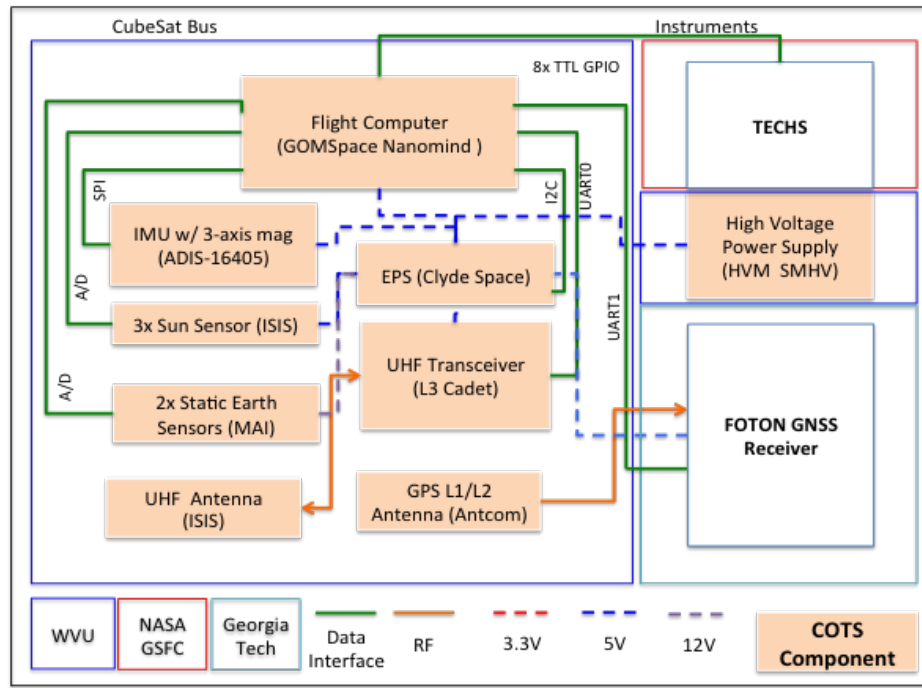 CubeSat Bus
Instruments
8x TTL GPIO
Flight Computer
(GOMSpace Nanomind )
TECHS
SPI
I2C
UART0
IMU w/ 3-axis mag
(ADIS-16405)
High Voltage
Power Supply
(HVM SMHV)
A/D
EPS (Clyde Space)
3x Sun Sensor (ISIS)
UART1
UHF Transceiver
(L3 Cadet)
A/D
2x Static Earth
Sensors (MAI)
FOTON GNSS
Receiver
UHF Antenna
(ISIS)
GPS L1/L2
Antenna (Antcom)
WVU
NASA
GSFC
Georgia
Tech
Data
Interface
RF
3.3V
5V
12V
COTS
Component